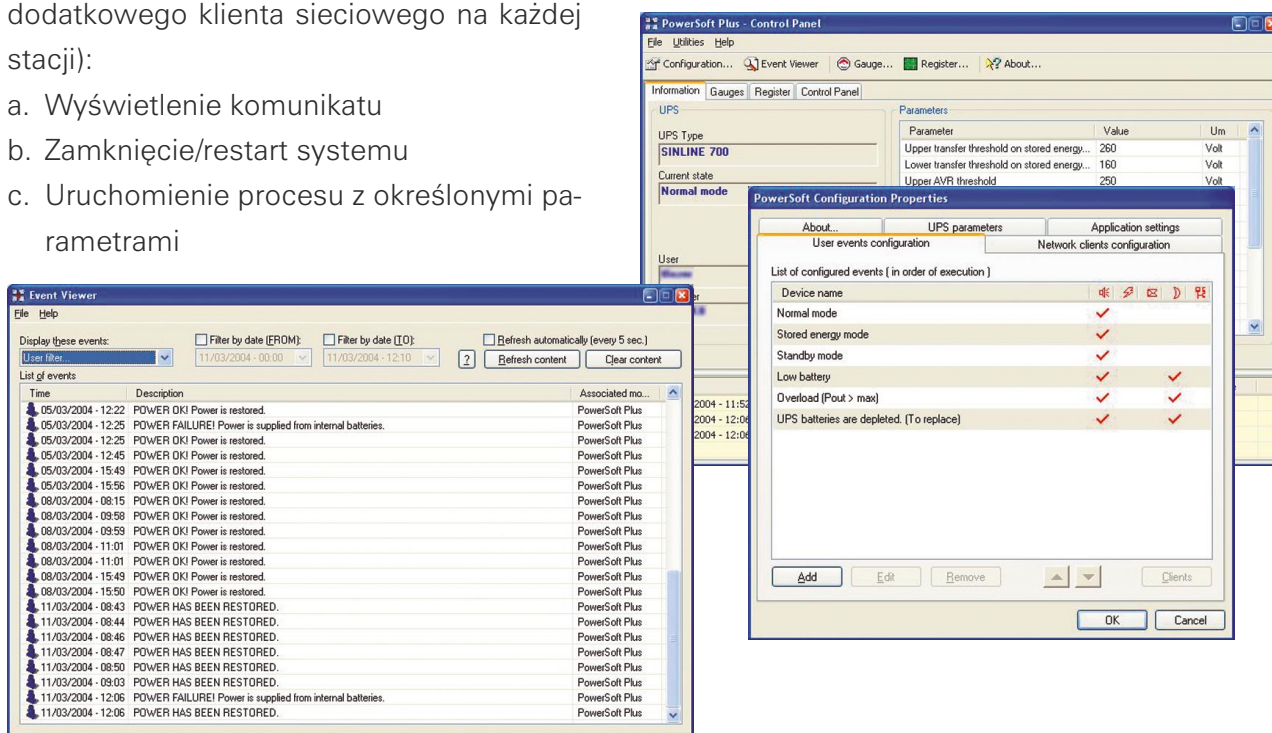 dodatkowego klienta sieciowego na każdej
stacji):
a. Wyświetlenie komunikatu
b. Zamknięcie/restart systemu
c. Uruchomienie procesu z określonymi pa-
rametrami
PowerSoft Plus - Control Panel
File Utilities Help
Configuration... Event Viewer Gauge... Register... About...
Information Gauges Register Control Panel
UPS
UPS Type
SINLINE 700
Current state
Normal mode
User
Parameters
Parameter Value Um
Upper transfer threshold on stored energy... 260 Volt
Lower transfer threshold on stored energy... 160 Volt
Upper AVR threshold 250 Volt
2004 - 11:52
2004 - 12:06
2004 - 12:06
PowerSoft Configuration Properties
About... UPS parameters Application settings
User events configuration Network clients configuration
List of configured events ( in order of execution )
Device name
Normal mode
Stored energy mode
Standby mode
Low battery
Overload (Pout > max)
UPS batteries are depleted. (To replace)
Add Edit Remove Clients
OK Cancel
Event Viewer
File Help
Display these events: Filter by date (FROM): Filter by date (TO): Refresh automatically (every 5 sec.)
User filter... 11/03/2004 - 00:00 11/03/2004 - 12:10 ? Refresh content Clear content
List of events
Time Description Associated mo...
05/03/2004 - 12:22 POWER OK! Power is restored. PowerSoft Plus
05/03/2004 - 12:25 POWER FAILURE! Power is supplied from internal batteries. PowerSoft Plus
05/03/2004 - 12:25 POWER OK! Power is restored. PowerSoft Plus
05/03/2004 - 12:45 POWER OK! Power is restored. PowerSoft Plus
05/03/2004 - 15:49 POWER OK! Power is restored. PowerSoft Plus
05/03/2004 - 15:56 POWER OK! Power is restored. PowerSoft Plus
08/03/2004 - 08:15 POWER OK! Power is restored. PowerSoft Plus
08/03/2004 - 09:58 POWER OK! Power is restored. PowerSoft Plus
08/03/2004 - 09:59 POWER OK! Power is restored. PowerSoft Plus
08/03/2004 - 11:01 POWER OK! Power is restored. PowerSoft Plus
08/03/2004 - 11:01 POWER OK! Power is restored. PowerSoft Plus
08/03/2004 - 15:49 POWER OK! Power is restored. PowerSoft Plus
08/03/2004 - 15:50 POWER OK! Power is restored. PowerSoft Plus
11/03/2004 - 08:43 POWER HAS BEEN RESTORED. PowerSoft Plus
11/03/2004 - 08:44 POWER HAS BEEN RESTORED. PowerSoft Plus
11/03/2004 - 08:46 POWER HAS BEEN RESTORED. PowerSoft Plus
11/03/2004 - 08:47 POWER HAS BEEN RESTORED. PowerSoft Plus
11/03/2004 - 08:50 POWER HAS BEEN RESTORED. PowerSoft Plus
11/03/2004 - 09:03 POWER HAS BEEN RESTORED. PowerSoft Plus
11/03/2004 - 12:06 POWER FAILURE! Power is supplied from internal batteries. PowerSoft Plus
11/03/2004 - 12:06 POWER HAS BEEN RESTORED. PowerSoft Plus